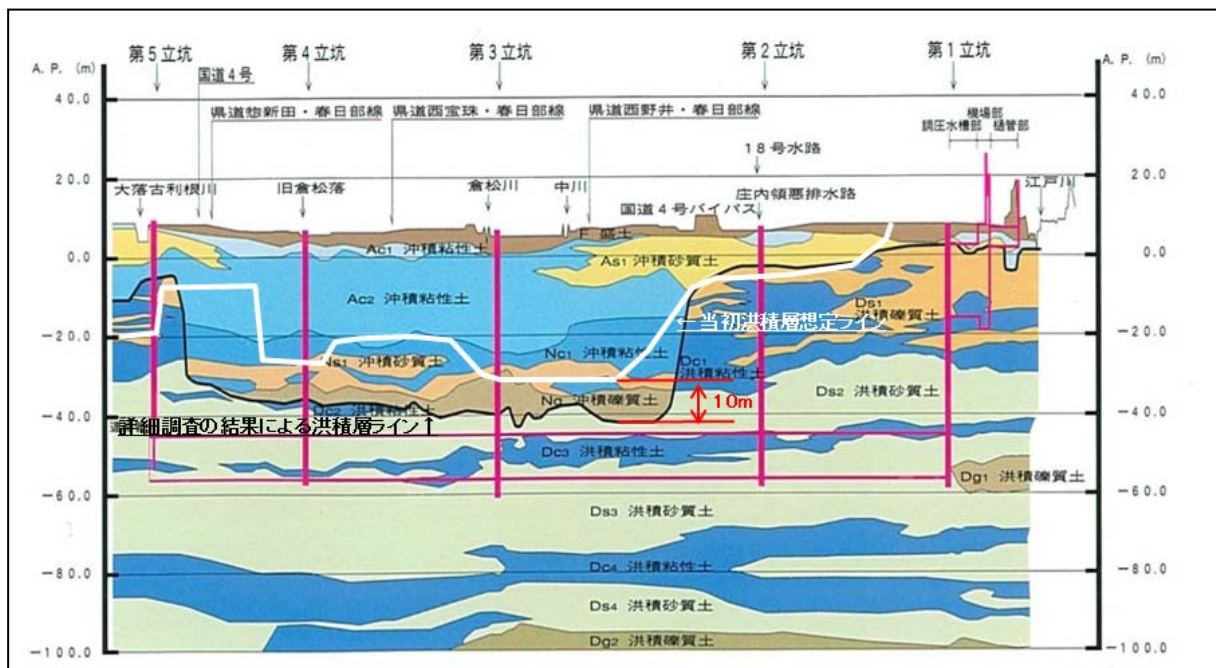 第5立坑 第4立坑 第3立坑 第2立坑 第1立坑
A.P. (m) A.P. (m)
国道4号
40.0 40.0
県道惣新田・春日部線 県道西宝珠・春日部線 県道西野井・春日部線
機場部
調圧水槽部 樋管部
18号水路
20.0 20.0
大落古利根川 旧倉松落 倉松川 中川 庄内領悪排水路 江戸川
国道4号バイパス
F 盛土
Ac1 沖積粘性土
0.0 0.0
As1 沖積砂質土
Ac2 沖積粘性土
Ds1
洪積礫質土
←当初洪積層想定ライン
-20.0 -20.0
Ns1 沖積砂質土 Nc1 沖積粘性土 Dc1
洪積粘性土
Ds2 洪積砂質土
Ng 沖積礫質土 10m
Dc2 洪積粘性土
-40.0 -40.0
詳細調査の結果による洪積層ライン↑
Dc3 洪積粘性土
Dg1 洪積礫質土
-60.0 -60.0
Ds3 洪積砂質土
Dc4 洪積粘性土
-80.0 -80.0
Ds4 洪積砂質土
Dg2 洪積礫質土
-100.0 -100.0